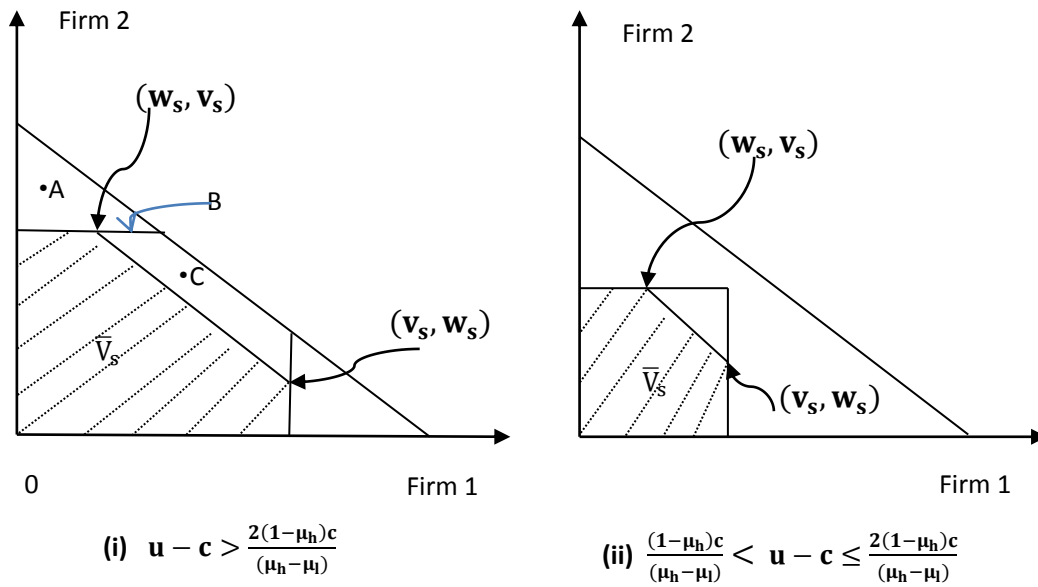 Firm 2
(w_s, v_s)
•A
B
•C
(v_s, w_s)
V̅_s
0
Firm 1
(i) u − c > 2(1−μ_h)c / (μ_h−μ_l)
Firm 2
(w_s, v_s)
V̅_s
(v_s, w_s)
Firm 1
(ii) (1−μ_h)c / (μ_h−μ_l) < u − c ≤ 2(1−μ_h)c / (μ_h−μ_l)